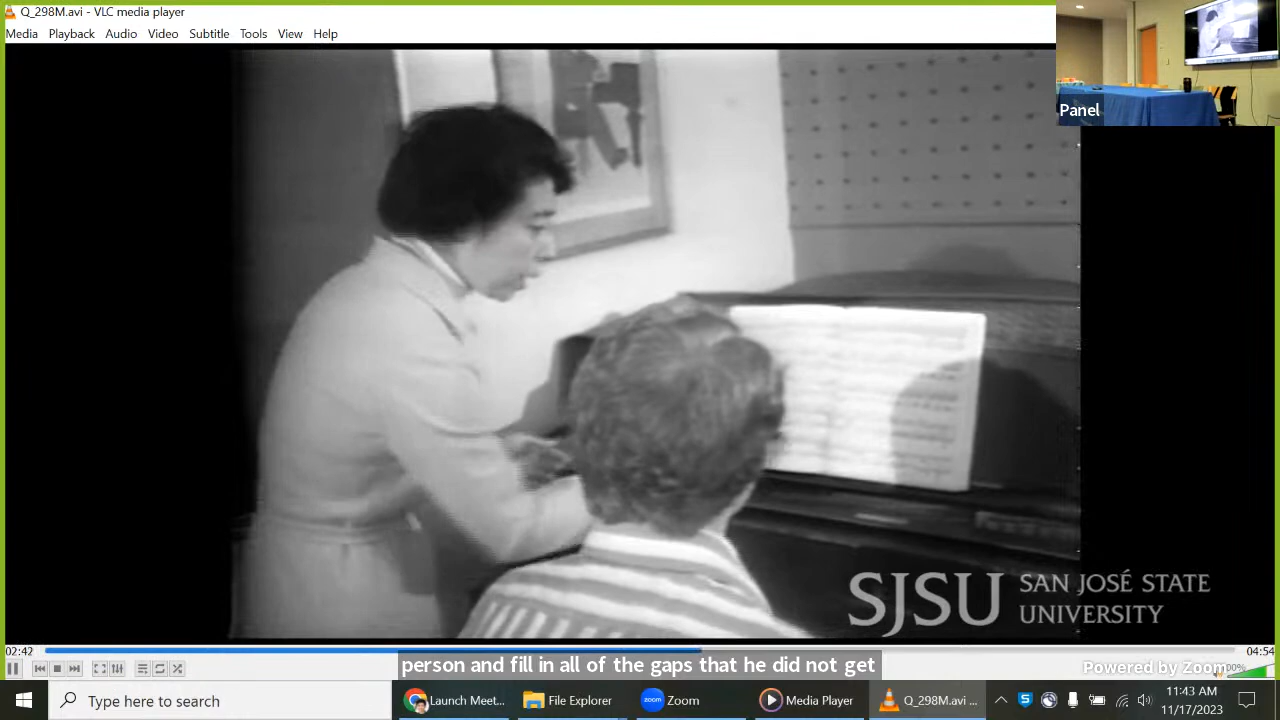 Q_298M.avi - VLC media player
Media Playback Audio Video Subtitle Tools View Help
Panel
SJSU SAN JOSÉ STATE
UNIVERSITY
02:42
04:54
person and fill in all of the gaps that he did not get
Powered by Zoom
Type here to search
Launch Meet...
File Explorer
Zoom
Media Player
Q_298M.avi ...
11:43 AM
11/17/2023